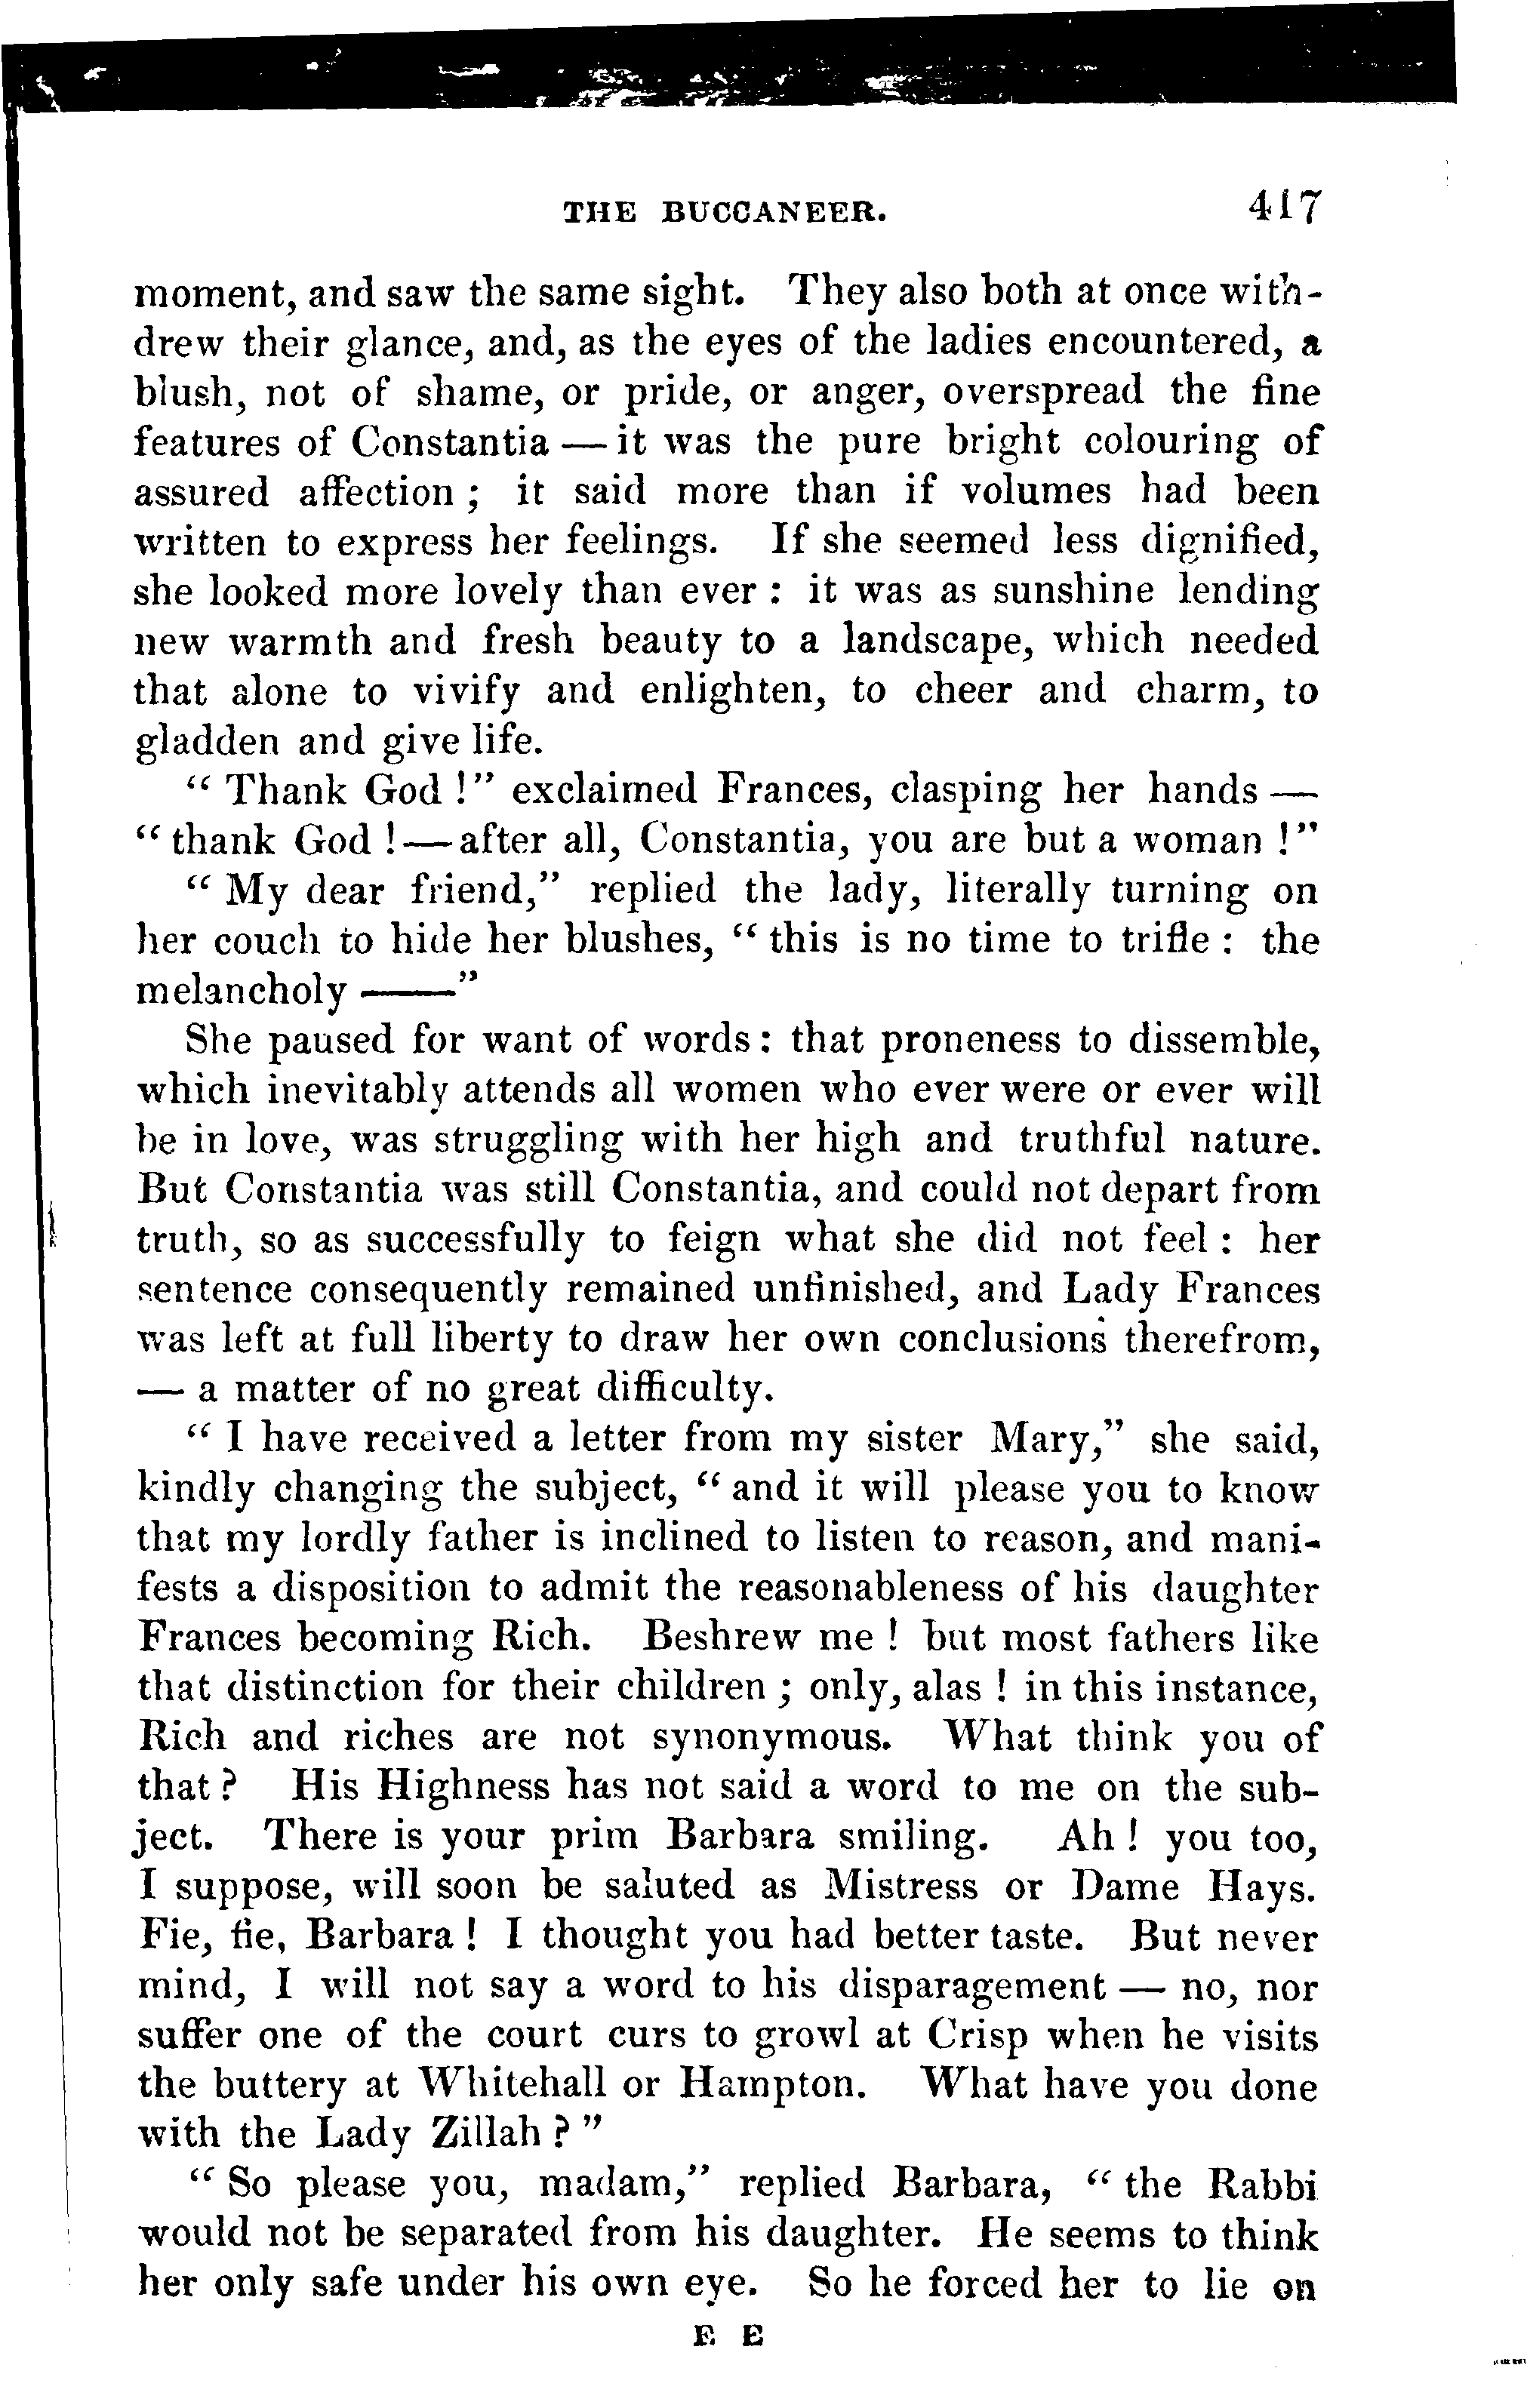 THE BUCCANEER. 417
moment, and saw the same sight. They also both at once with-
drew their glance, and, as the eyes of the ladies encountered, a
blush, not of shame, or pride, or anger, overspread the fine
features of Constantia — it was the pure bright colouring of
assured affection ; it said more than if volumes had been
written to express her feelings. If she seemed less dignified,
she looked more lovely than ever : it was as sunshine lending
new warmth and fresh beauty to a landscape, which needed
that alone to vivify and enlighten, to cheer and charm, to
gladden and give life.
“ Thank God !” exclaimed Frances, clasping her hands —
“ thank God ! — after all, Constantia, you are but a woman !”
“ My dear friend,” replied the lady, literally turning on
her couch to hide her blushes, “ this is no time to trifle : the
melancholy ——”
She paused for want of words : that proneness to dissemble,
which inevitably attends all women who ever were or ever will
be in love, was struggling with her high and truthful nature.
But Constantia was still Constantia, and could not depart from
truth, so as successfully to feign what she did not feel : her
sentence consequently remained unfinished, and Lady Frances
was left at full liberty to draw her own conclusions therefrom,
— a matter of no great difficulty.
“ I have received a letter from my sister Mary,” she said,
kindly changing the subject, “ and it will please you to know
that my lordly father is inclined to listen to reason, and mani-
fests a disposition to admit the reasonableness of his daughter
Frances becoming Rich. Beshrew me ! but most fathers like
that distinction for their children ; only, alas ! in this instance,
Rich and riches are not synonymous. What think you of
that ? His Highness has not said a word to me on the sub-
ject. There is your prim Barbara smiling. Ah ! you too,
I suppose, will soon be saluted as Mistress or Dame Hays.
Fie, fie, Barbara ! I thought you had better taste. But never
mind, I will not say a word to his disparagement — no, nor
suffer one of the court curs to growl at Crisp when he visits
the buttery at Whitehall or Hampton. What have you done
with the Lady Zillah ? ”
“ So please you, madam,” replied Barbara, “ the Rabbi
would not be separated from his daughter. He seems to think
her only safe under his own eye. So he forced her to lie on
E E